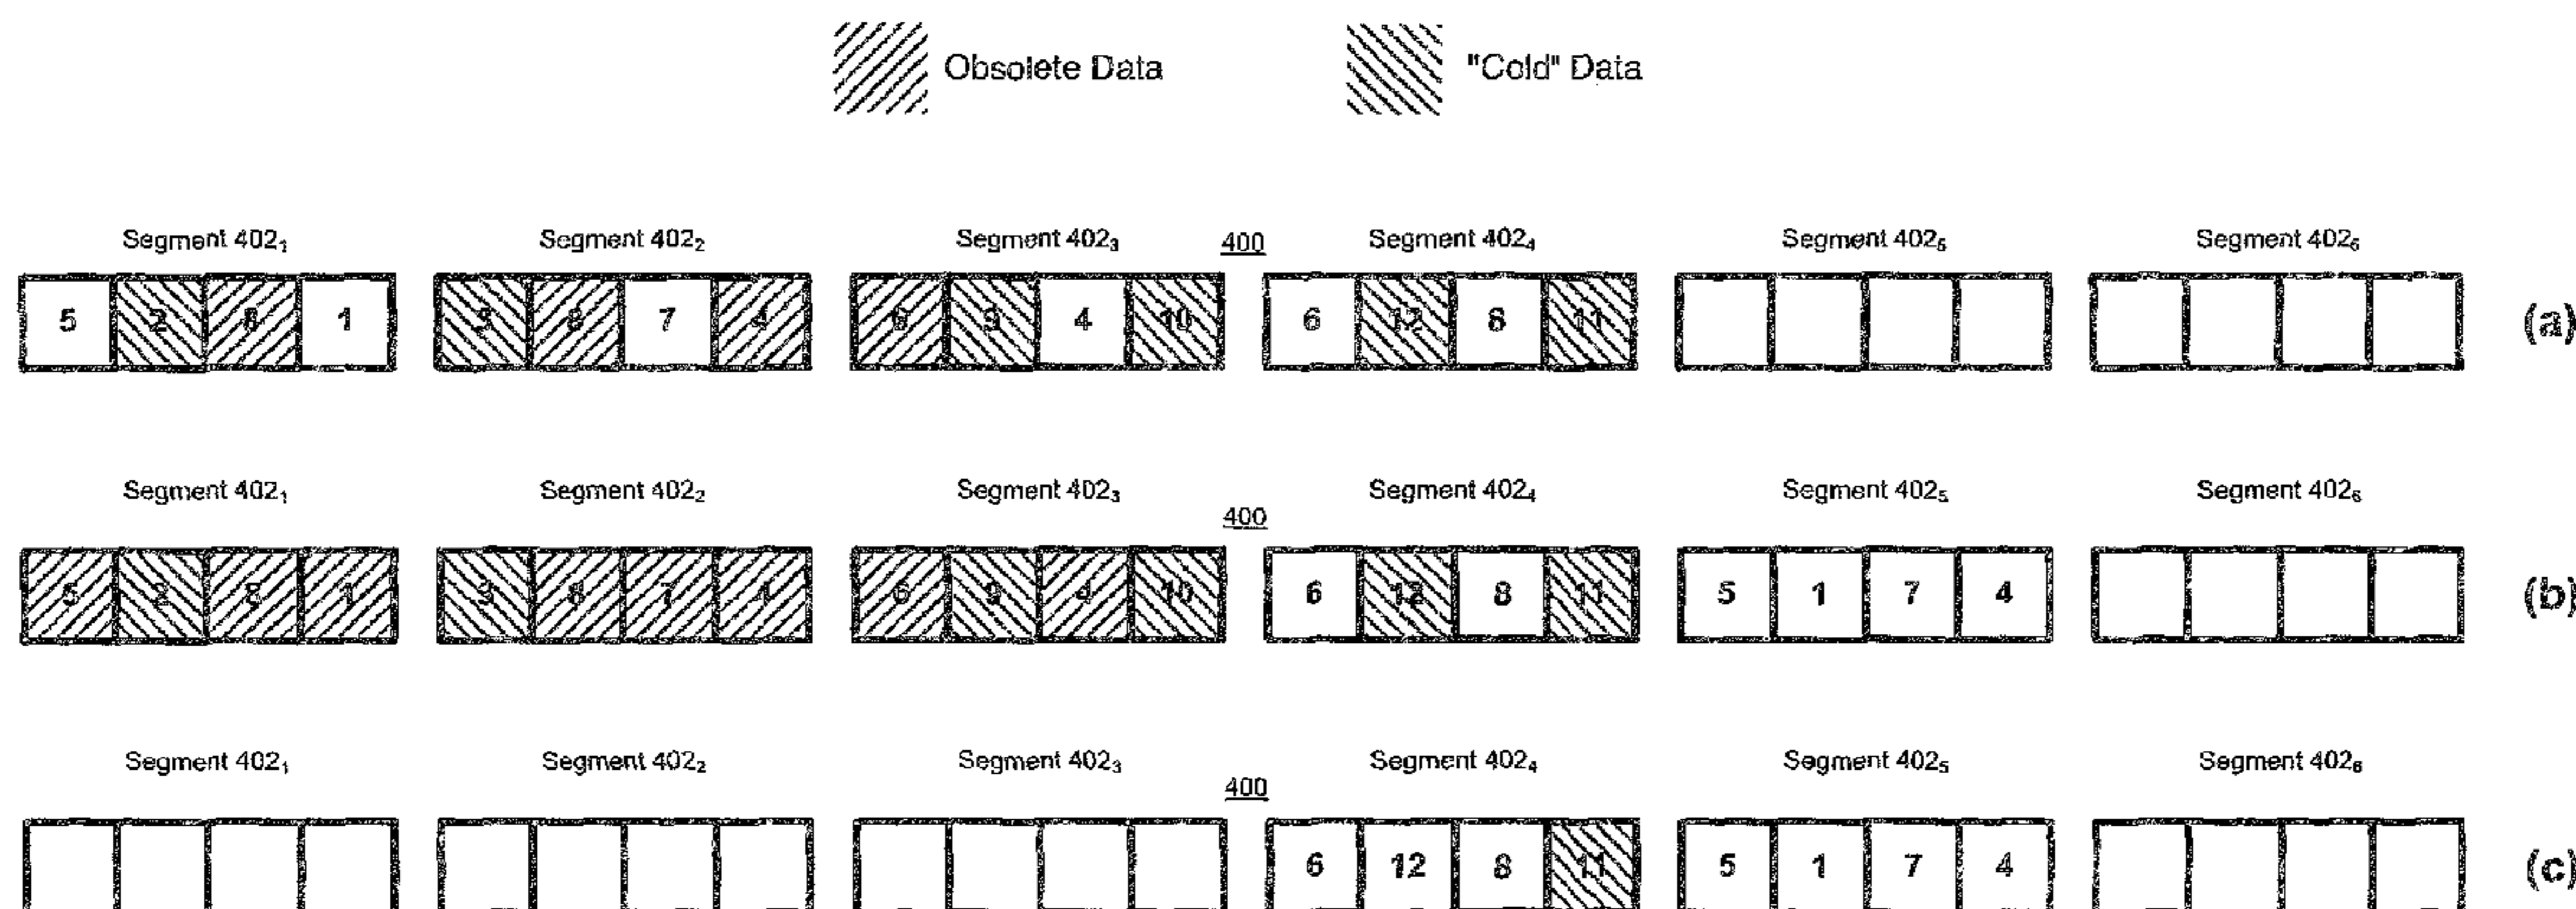 Obsolete Data "Cold" Data
Segment 402₁ Segment 402₂ Segment 402₃ 400 Segment 402₄ Segment 402₅ Segment 402₆
5 2 8 1 3 8 7 4 6 9 4 10 6 12 8 11 (a)
Segment 402₁ Segment 402₂ Segment 402₃ 400 Segment 402₄ Segment 402₅ Segment 402₆
5 2 8 1 3 8 7 4 6 9 4 10 6 12 8 11 5 1 7 4 (b)
Segment 402₁ Segment 402₂ Segment 402₃ 400 Segment 402₄ Segment 402₅ Segment 402₆
6 12 8 11 5 1 7 4 (c)